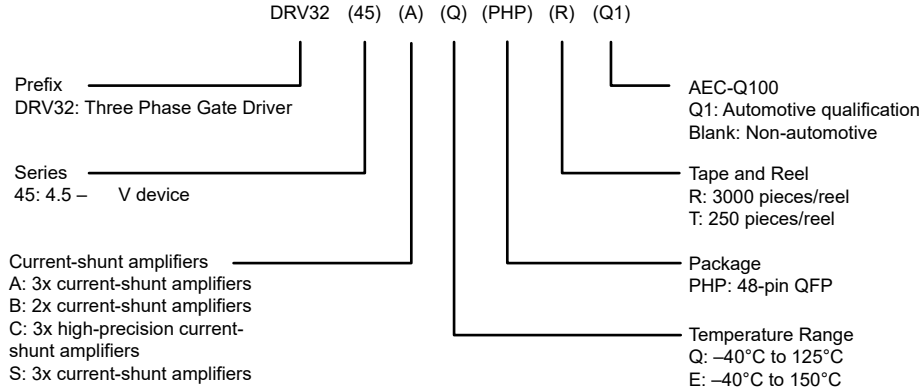 DRV32 (45) (A) (Q) (PHP) (R) (Q1)
Prefix
DRV32: Three Phase Gate Driver
Series
45: 4.5 – V device
Current-shunt amplifiers
A: 3x current-shunt amplifiers
B: 2x current-shunt amplifiers
C: 3x high-precision current-
shunt amplifiers
S: 3x current-shunt amplifiers
AEC-Q100
Q1: Automotive qualification
Blank: Non-automotive
Tape and Reel
R: 3000 pieces/reel
T: 250 pieces/reel
Package
PHP: 48-pin QFP
Temperature Range
Q: –40°C to 125°C
E: –40°C to 150°C